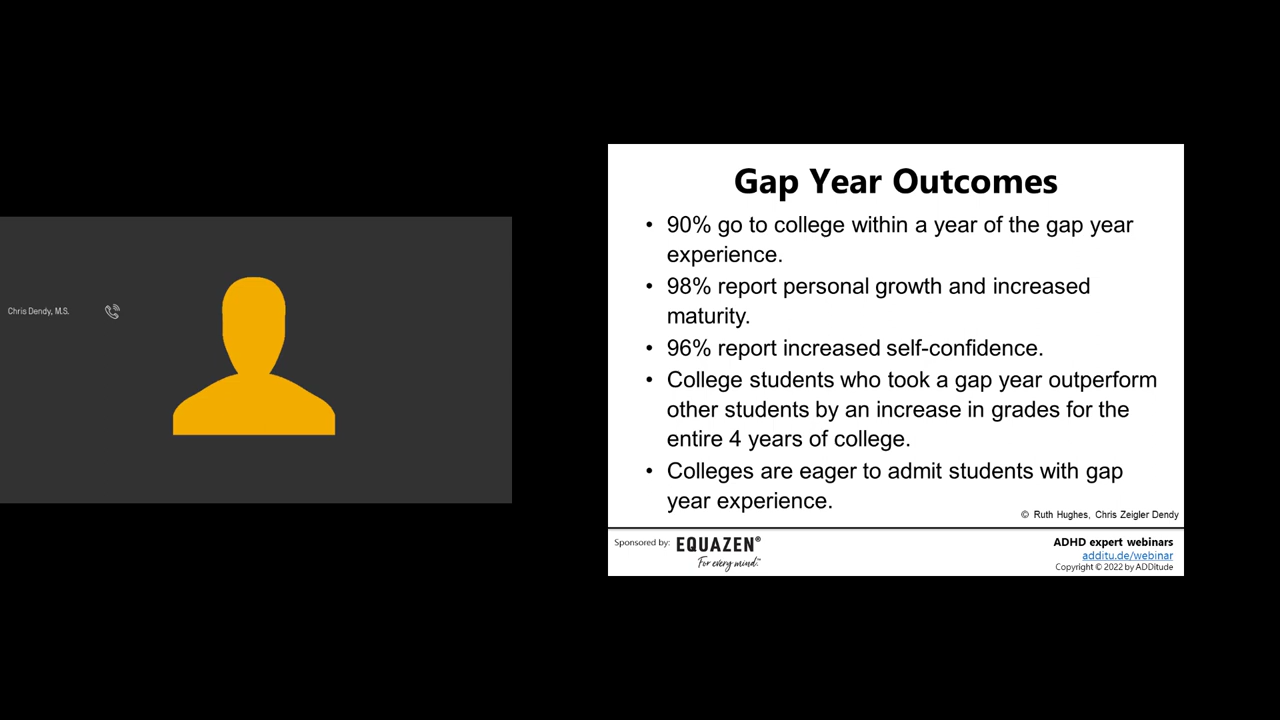 Chris Dendy, M.S.
Gap Year Outcomes
• 90% go to college within a year of the gap year
experience.
• 98% report personal growth and increased
maturity.
• 96% report increased self-confidence.
• College students who took a gap year outperform
other students by an increase in grades for the
entire 4 years of college.
• Colleges are eager to admit students with gap
year experience.
© Ruth Hughes, Chris Zeigler Dendy
Sponsored by: EQUAZEN®
For every mind.™
ADHD expert webinars
additu.de/webinar
Copyright © 2022 by ADDitude